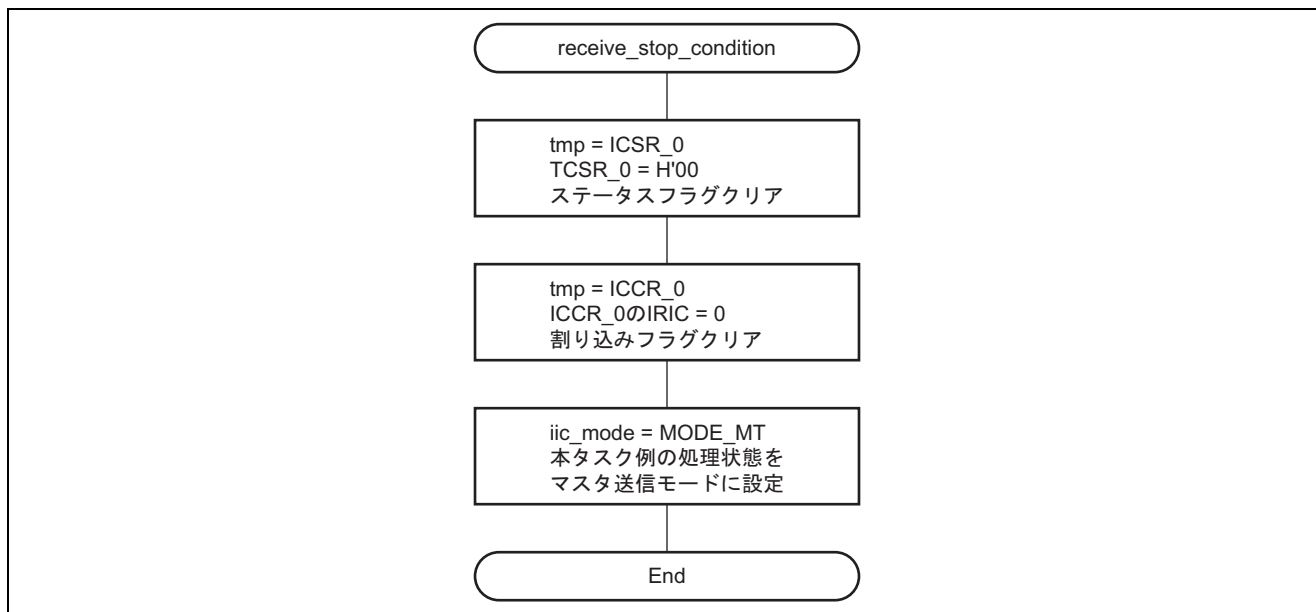 receive_stop_condition
tmp = ICSR_0
TCSR_0 = H'00
ステータスフラグクリア
tmp = ICCR_0
ICCR_0のIRIC = 0
割り込みフラグクリア
iic_mode = MODE_MT
本タスク例の処理状態を
マスタ送信モードに設定
End